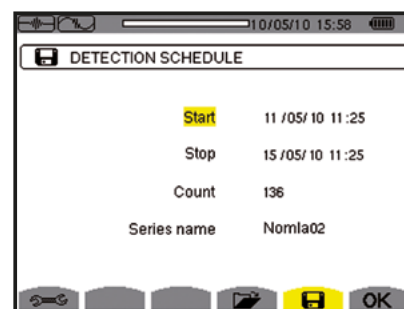 10/05/10 15:58
DETECTION SCHEDULE
Start 11 /05/ 10 11 :25
Stop 15 /05/ 10 11 :25
Count 136
Series name Nomla02
OK